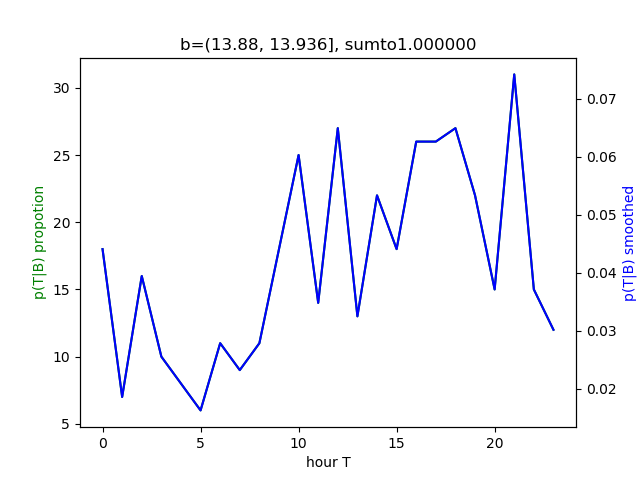 b=(13.88, 13.936], sumto1.000000
30
25
20
15
10
5
0.07
0.06
0.05
0.04
0.03
0.02
p(T|B) propotion
p(T|B) smoothed
0 5 10 15 20
hour T